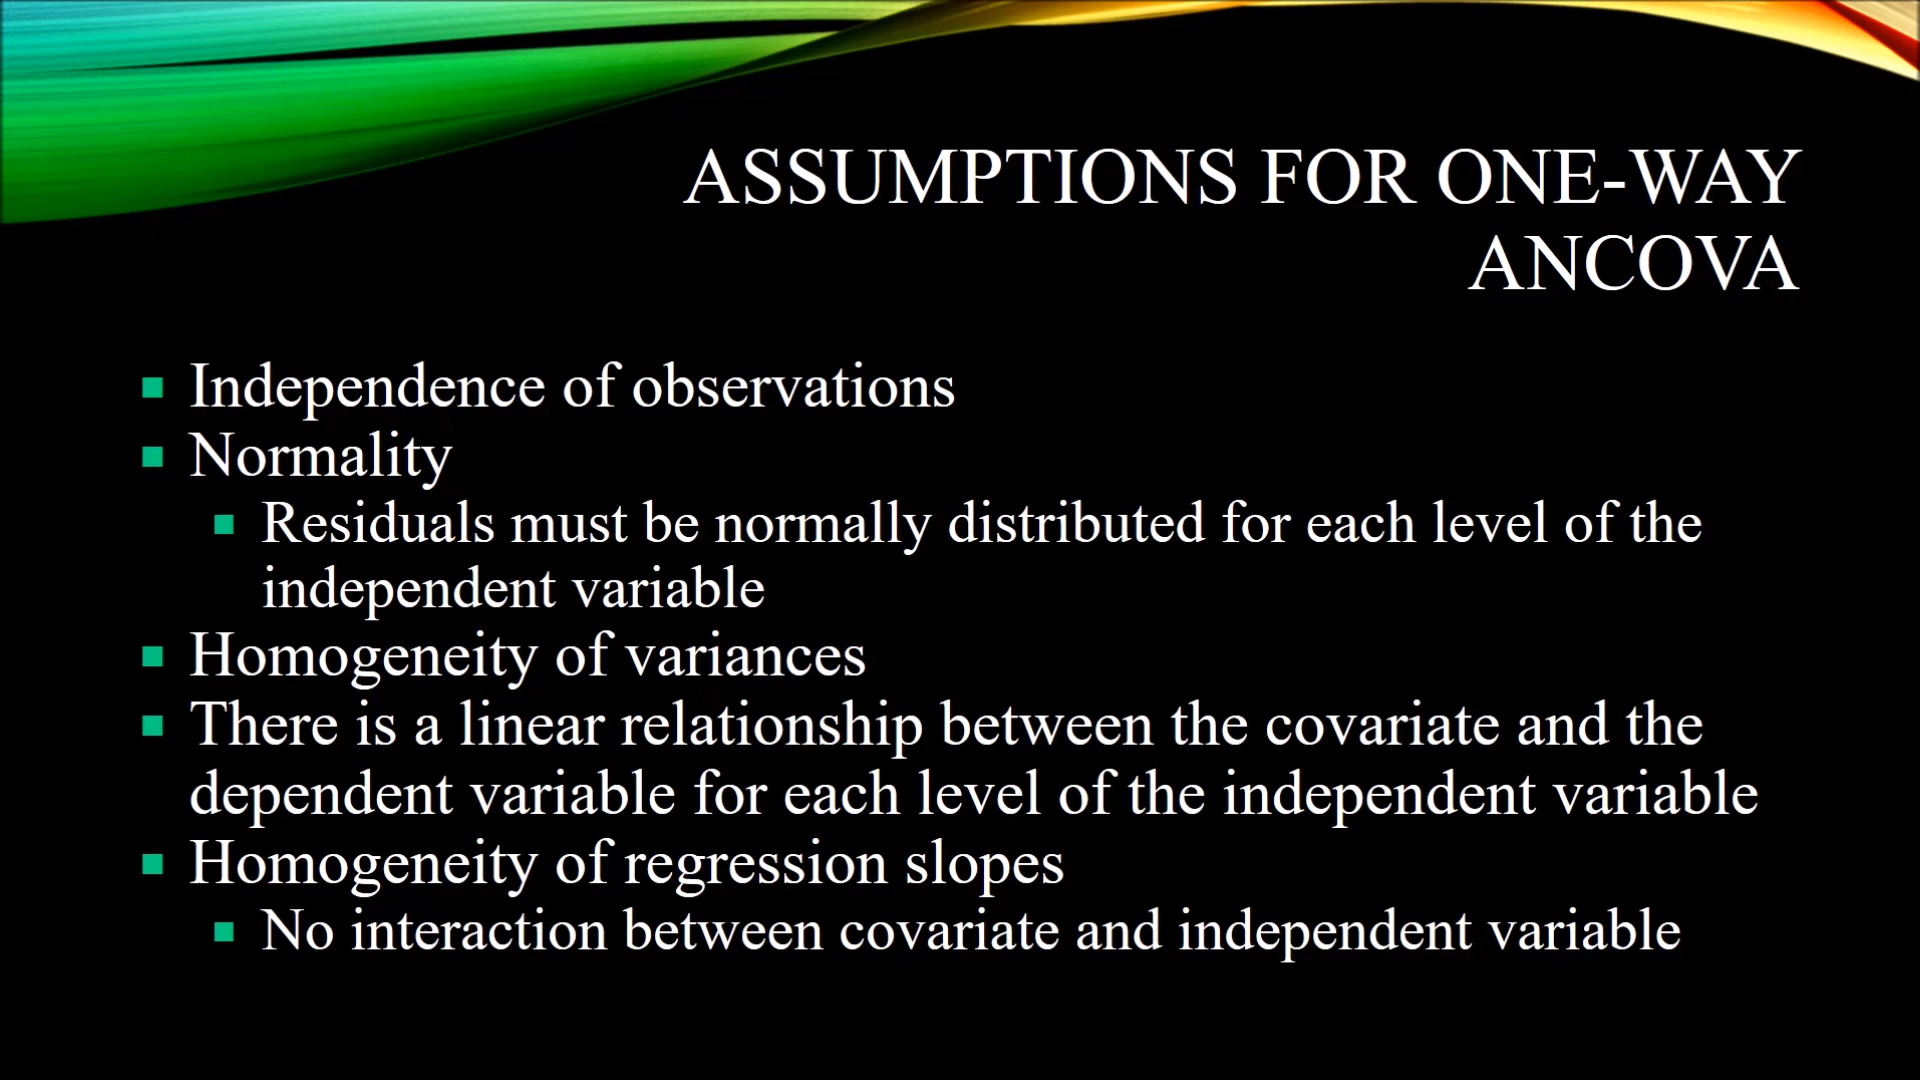 ASSUMPTIONS FOR ONE-WAY
ANCOVA
Independence of observations
Normality
Residuals must be normally distributed for each level of the
independent variable
Homogeneity of variances
There is a linear relationship between the covariate and the
dependent variable for each level of the independent variable
Homogeneity of regression slopes
No interaction between covariate and independent variable